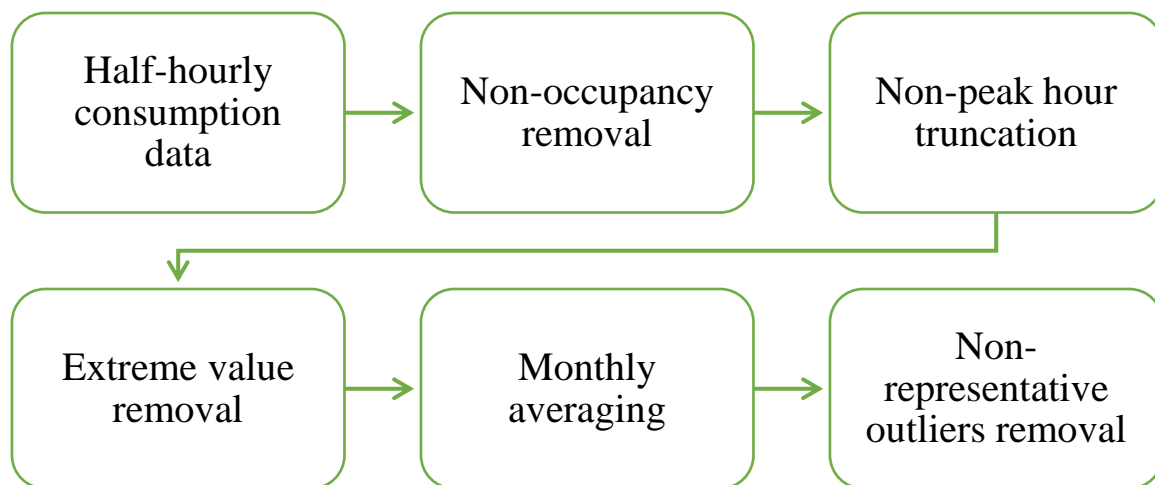 Half-hourly
consumption
data
Non-occupancy
removal
Non-peak hour
truncation
Extreme value
removal
Monthly
averaging
Non-
representative
outliers removal